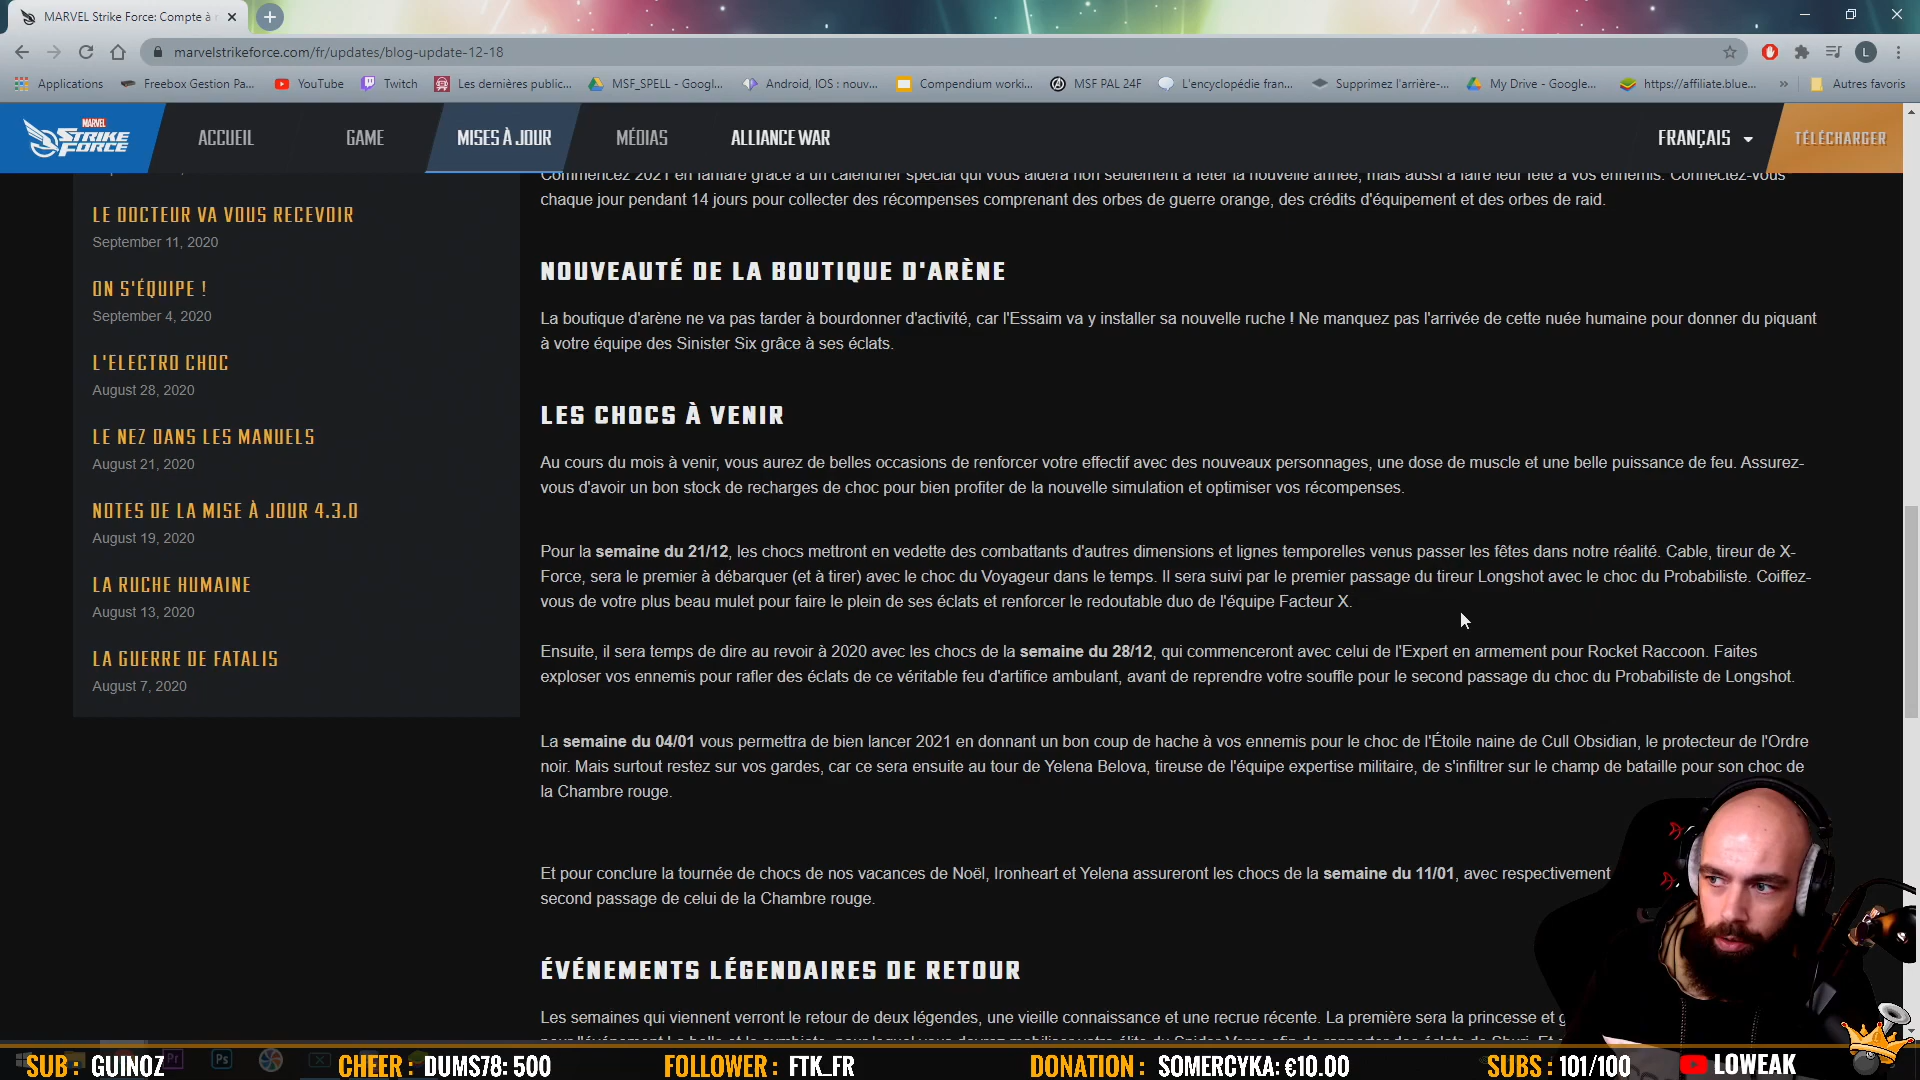 MARVEL Strike Force: Compte à r
marvelstrikeforce.com/fr/updates/blog-update-12-18
L
Applications
Freebox Gestion Pa...
YouTube
Twitch
Les dernières public...
MSF_SPELL - Googl...
Android, IOS : nouv...
Compendium worki...
MSF PAL 24F
L'encyclopédie fran...
Supprimez l'arrière-...
My Drive - Google...
https://affiliate.blue...
Autres favoris
MARVEL
STRIKE
FORCE
ACCUEIL
GAME
MISES À JOUR
MÉDIAS
ALLIANCE WAR
FRANÇAIS
TÉLÉCHARGER
LE DOCTEUR VA VOUS RECEVOIR
September 11, 2020
ON S'ÉQUIPE !
September 4, 2020
L'ELECTRO CHOC
August 28, 2020
LE NEZ DANS LES MANUELS
August 21, 2020
NOTES DE LA MISE À JOUR 4.3.0
August 19, 2020
LA RUCHE HUMAINE
August 13, 2020
LA GUERRE DE FATALIS
August 7, 2020
Commencez 2021 en fanfare grâce à un calendrier spécial qui vous aidera non seulement à fêter la nouvelle année, mais aussi à faire leur fête à vos ennemis. Connectez-vous
chaque jour pendant 14 jours pour collecter des récompenses comprenant des orbes de guerre orange, des crédits d'équipement et des orbes de raid.
NOUVEAUTÉ DE LA BOUTIQUE D'ARÈNE
La boutique d'arène ne va pas tarder à bourdonner d'activité, car l'Essaim va y installer sa nouvelle ruche ! Ne manquez pas l'arrivée de cette nuée humaine pour donner du piquant
à votre équipe des Sinister Six grâce à ses éclats.
LES CHOCS À VENIR
Au cours du mois à venir, vous aurez de belles occasions de renforcer votre effectif avec des nouveaux personnages, une dose de muscle et une belle puissance de feu. Assurez-
vous d'avoir un bon stock de recharges de choc pour bien profiter de la nouvelle simulation et optimiser vos récompenses.
Pour la semaine du 21/12, les chocs mettront en vedette des combattants d'autres dimensions et lignes temporelles venus passer les fêtes dans notre réalité. Cable, tireur de X-
Force, sera le premier à débarquer (et à tirer) avec le choc du Voyageur dans le temps. Il sera suivi par le premier passage du tireur Longshot avec le choc du Probabiliste. Coiffez-
vous de votre plus beau mulet pour faire le plein de ses éclats et renforcer le redoutable duo de l'équipe Facteur X.
Ensuite, il sera temps de dire au revoir à 2020 avec les chocs de la semaine du 28/12, qui commenceront avec celui de l'Expert en armement pour Rocket Raccoon. Faites
exploser vos ennemis pour rafler des éclats de ce véritable feu d'artifice ambulant, avant de reprendre votre souffle pour le second passage du choc du Probabiliste de Longshot.
La semaine du 04/01 vous permettra de bien lancer 2021 en donnant un bon coup de hache à vos ennemis pour le choc de l'Étoile naine de Cull Obsidian, le protecteur de l'Ordre
noir. Mais surtout restez sur vos gardes, car ce sera ensuite au tour de Yelena Belova, tireuse de l'équipe expertise militaire, de s'infiltrer sur le champ de bataille pour son choc de
la Chambre rouge.
Et pour conclure la tournée de chocs de nos vacances de Noël, Ironheart et Yelena assureront les chocs de la semaine du 11/01, avec respectivement
second passage de celui de la Chambre rouge.
ÉVÉNEMENTS LÉGENDAIRES DE RETOUR
Les semaines qui viennent verront le retour de deux légendes, une vieille connaissance et une recrue récente. La première sera la princesse et g
SUB : GUINOZ
CHEER : DUMS78: 500
FOLLOWER : FTK_FR
DONATION : SOMERCYKA: €10.00
SUBS : 101/100
LOWEAK